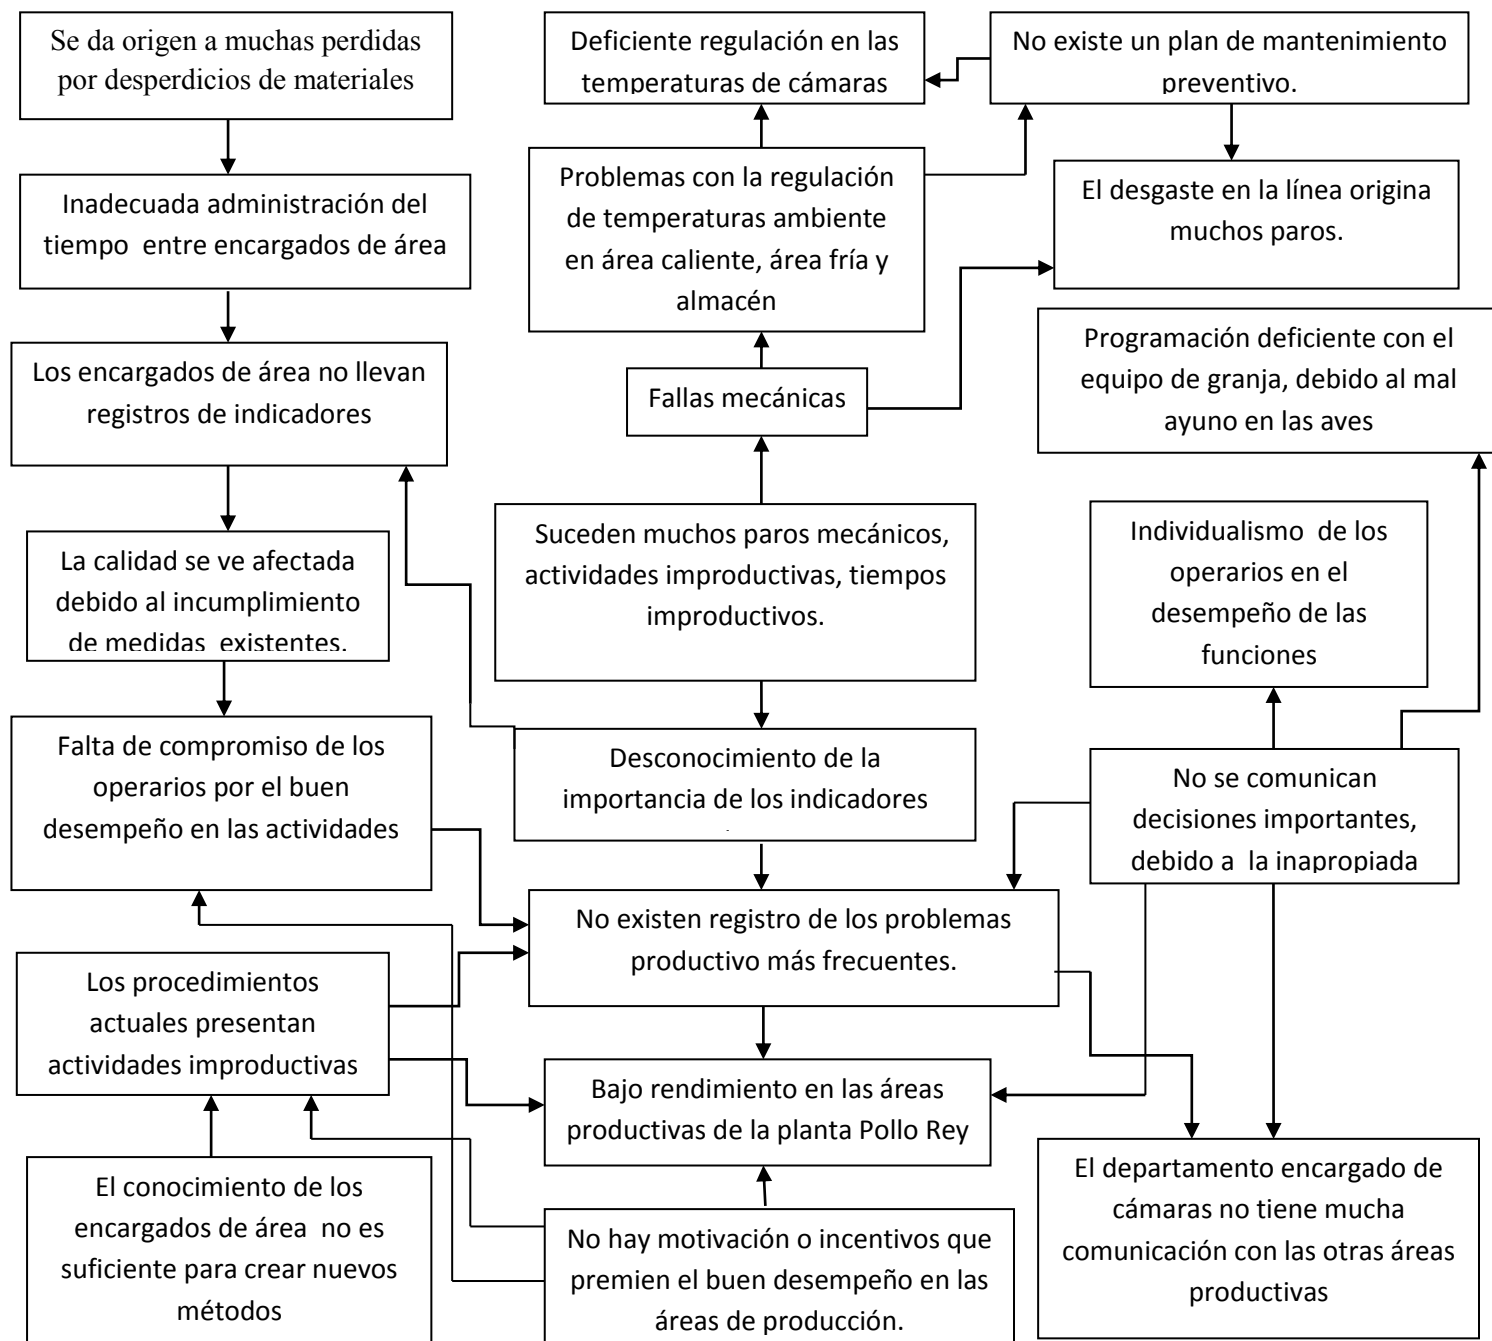 Se da origen a muchas perdidas
por desperdicios de materiales
Deficiente regulación en las
temperaturas de cámaras
No existe un plan de mantenimiento
preventivo.
Inadecuada administración del
tiempo  entre encargados de área
Problemas con la regulación
de temperaturas ambiente
en área caliente, área fría y
almacén
El desgaste en la línea origina
muchos paros.
Los encargados de área no llevan
registros de indicadores
Fallas mecánicas
Programación deficiente con el
equipo de granja, debido al mal
ayuno en las aves
La calidad se ve afectada
debido al incumplimiento
de medidas  existentes.
Suceden muchos paros mecánicos,
actividades improductivas, tiempos
improductivos.
Individualismo  de los
operarios en el
desempeño de las
funciones
Falta de compromiso de los
operarios por el buen
desempeño en las actividades
Desconocimiento de la
importancia de los indicadores
No se comunican
decisiones importantes,
debido a  la inapropiada
No existen registro de los problemas
productivo más frecuentes.
Los procedimientos
actuales presentan
actividades improductivas
Bajo rendimiento en las áreas
productivas de la planta Pollo Rey
El conocimiento de los
encargados de área  no es
suficiente para crear nuevos
métodos
No hay motivación o incentivos que
premien el buen desempeño en las
áreas de producción.
El departamento encargado de
cámaras no tiene mucha
comunicación con las otras áreas
productivas